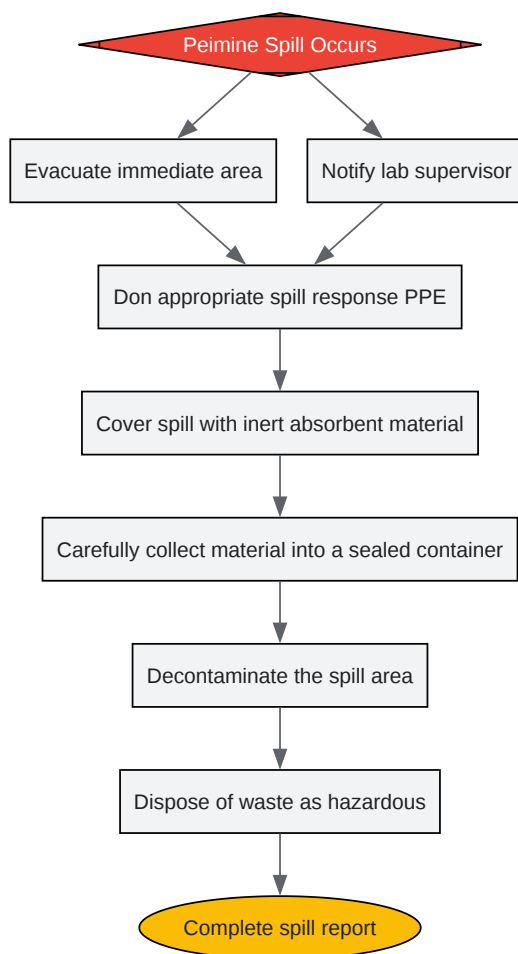 Peimine Spill Occurs
Evacuate immediate area
Notify lab supervisor
Don appropriate spill response PPE
Cover spill with inert absorbent material
Carefully collect material into a sealed container
Decontaminate the spill area
Dispose of waste as hazardous
Complete spill report